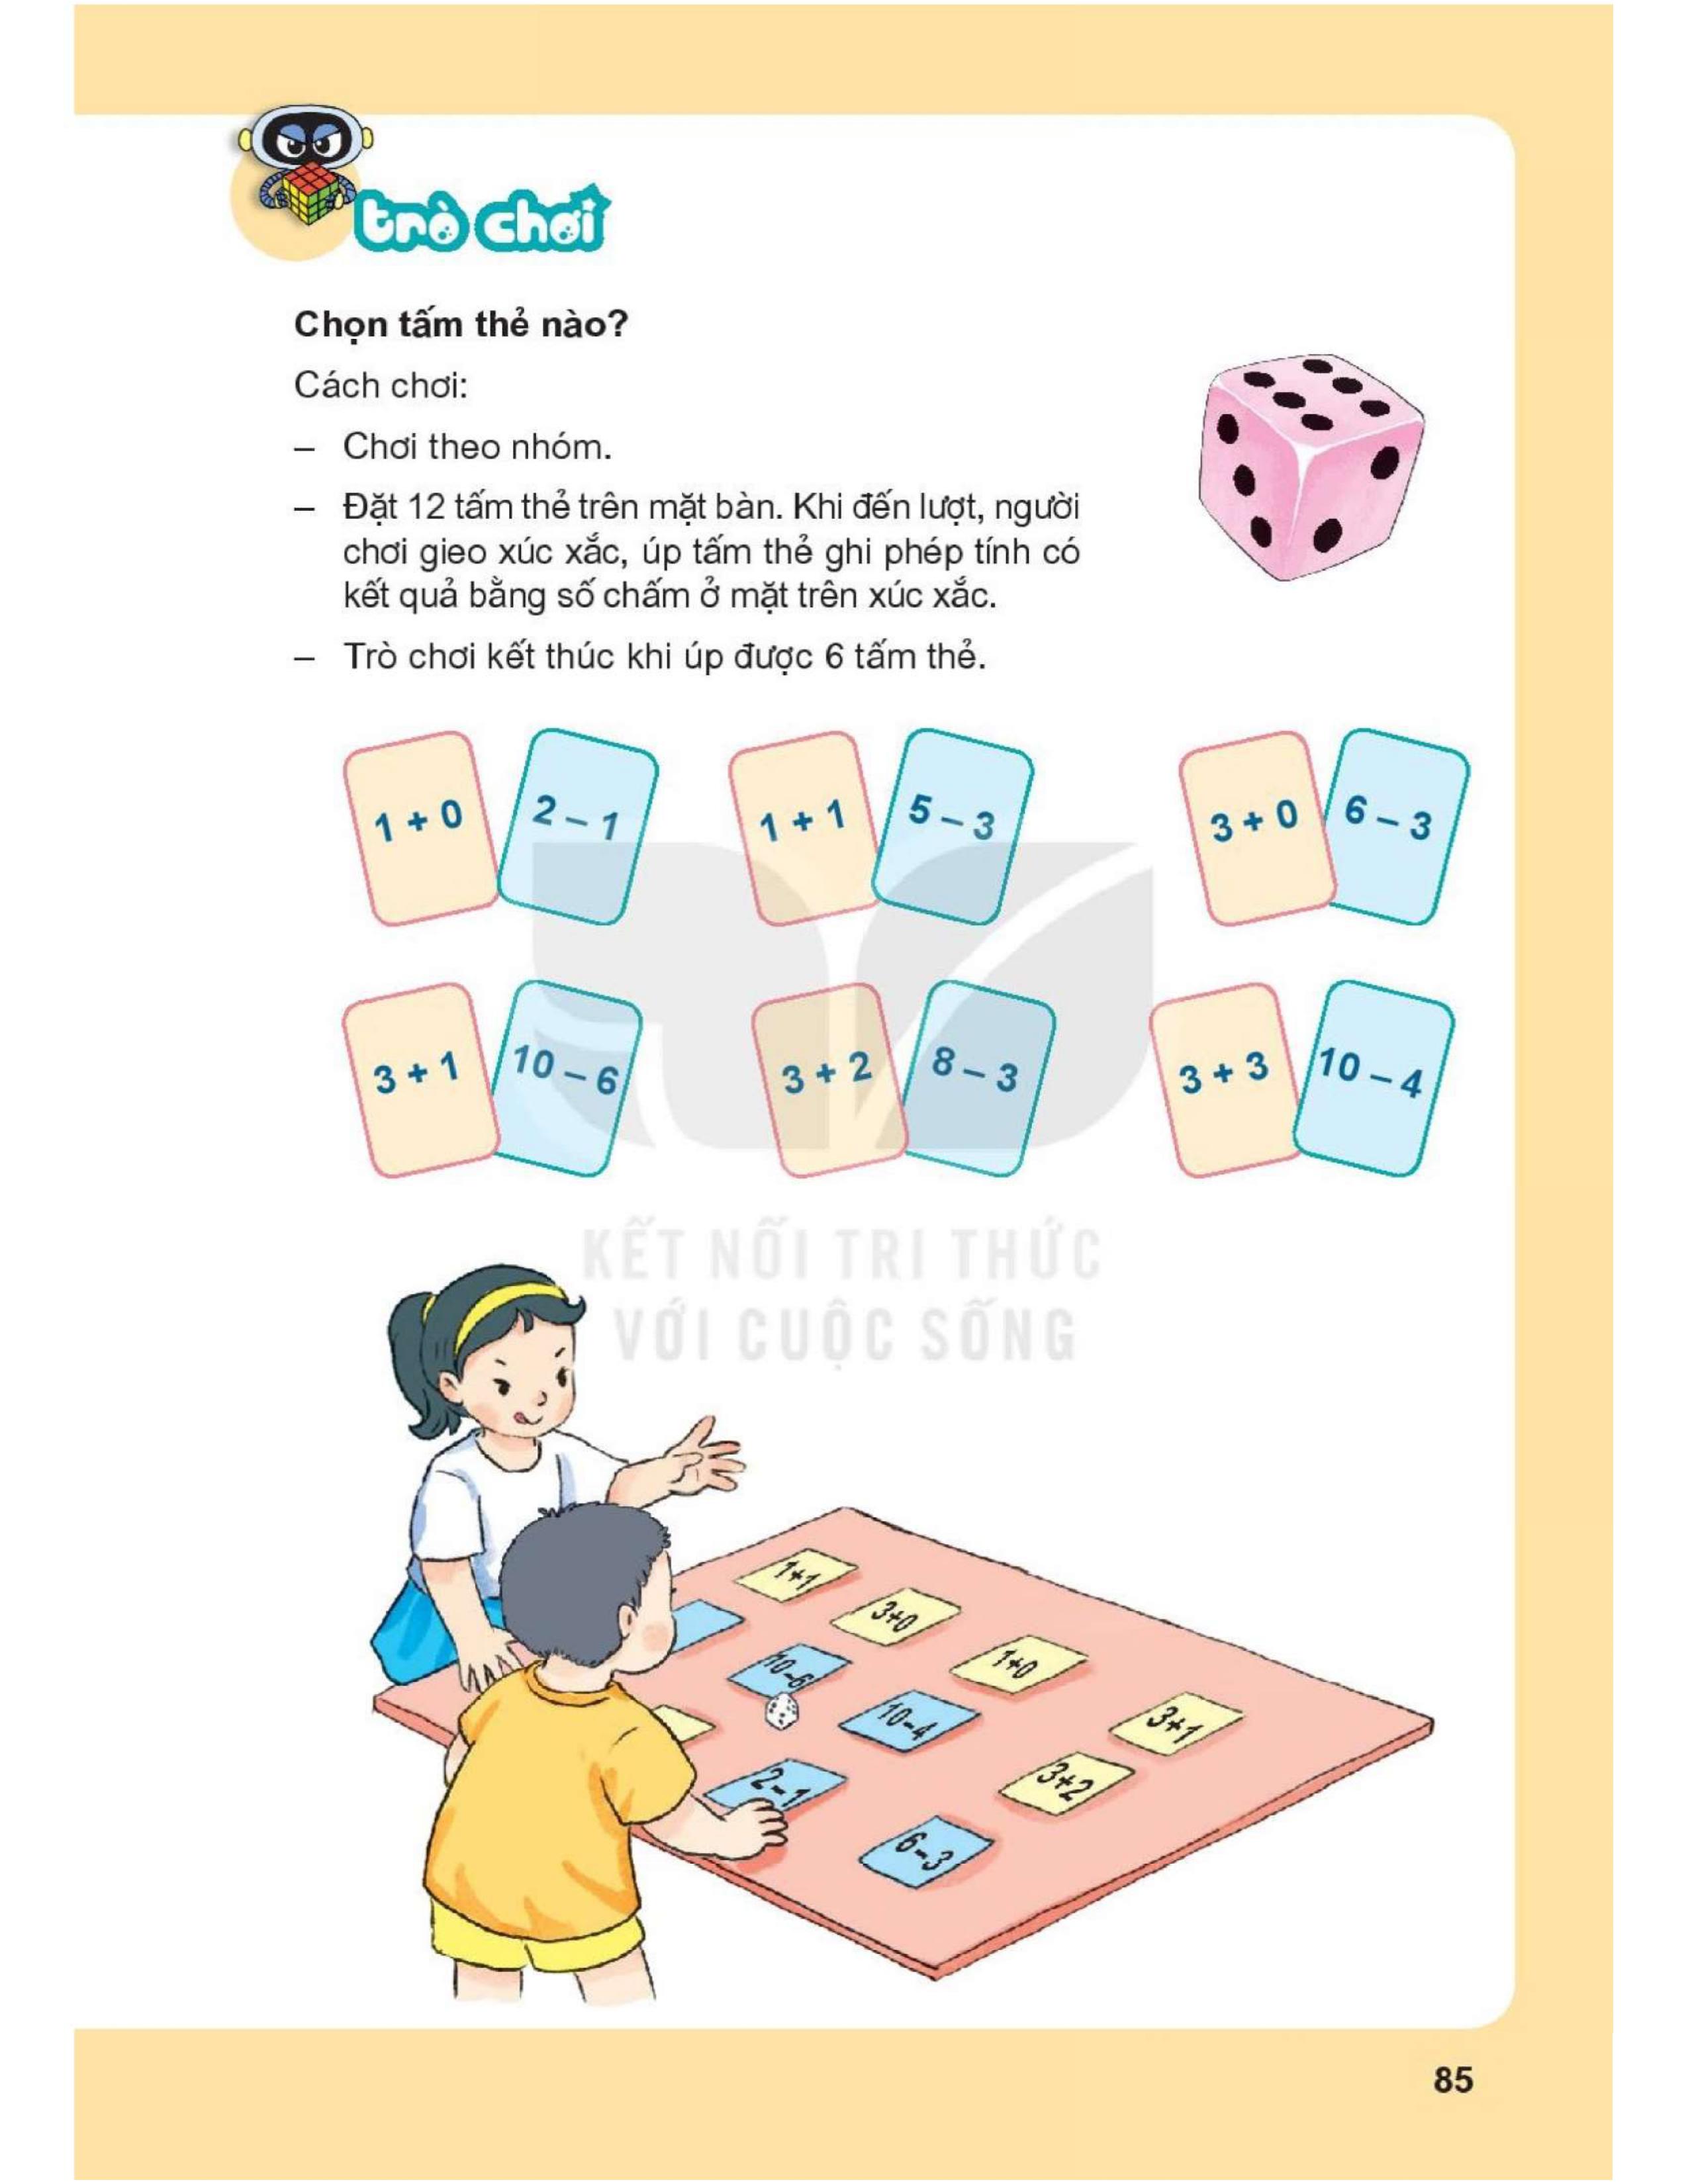 trò chơi
Chọn tấm thẻ nào?
Cách chơi:
– Chơi theo nhóm.
– Đặt 12 tấm thẻ trên mặt bàn. Khi đến lượt, người
chơi gieo xúc xắc, úp tấm thẻ ghi phép tính có
kết quả bằng số chấm ở mặt trên xúc xắc.
– Trò chơi kết thúc khi úp được 6 tấm thẻ.
1 + 0
2 – 1
1 + 1
5 – 3
3 + 0
6 – 3
3 + 1
10 – 6
3 + 2
8 – 3
3 + 3
10 – 4
KẾT NỐI TRI THỨC
VỚI CUỘC SỐNG
1+1
3+0
10-6
1+0
10-4
3+1
2-1
3+2
6-3
85